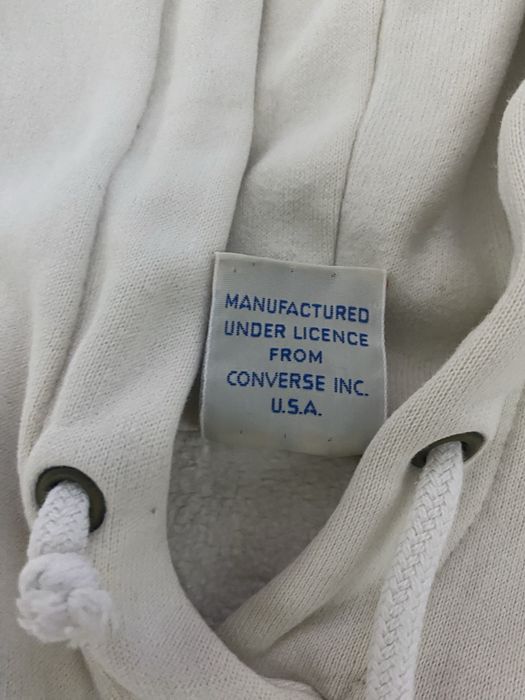 MANUFACTURED
UNDER LICENCE
FROM
CONVERSE INC.
U.S.A.